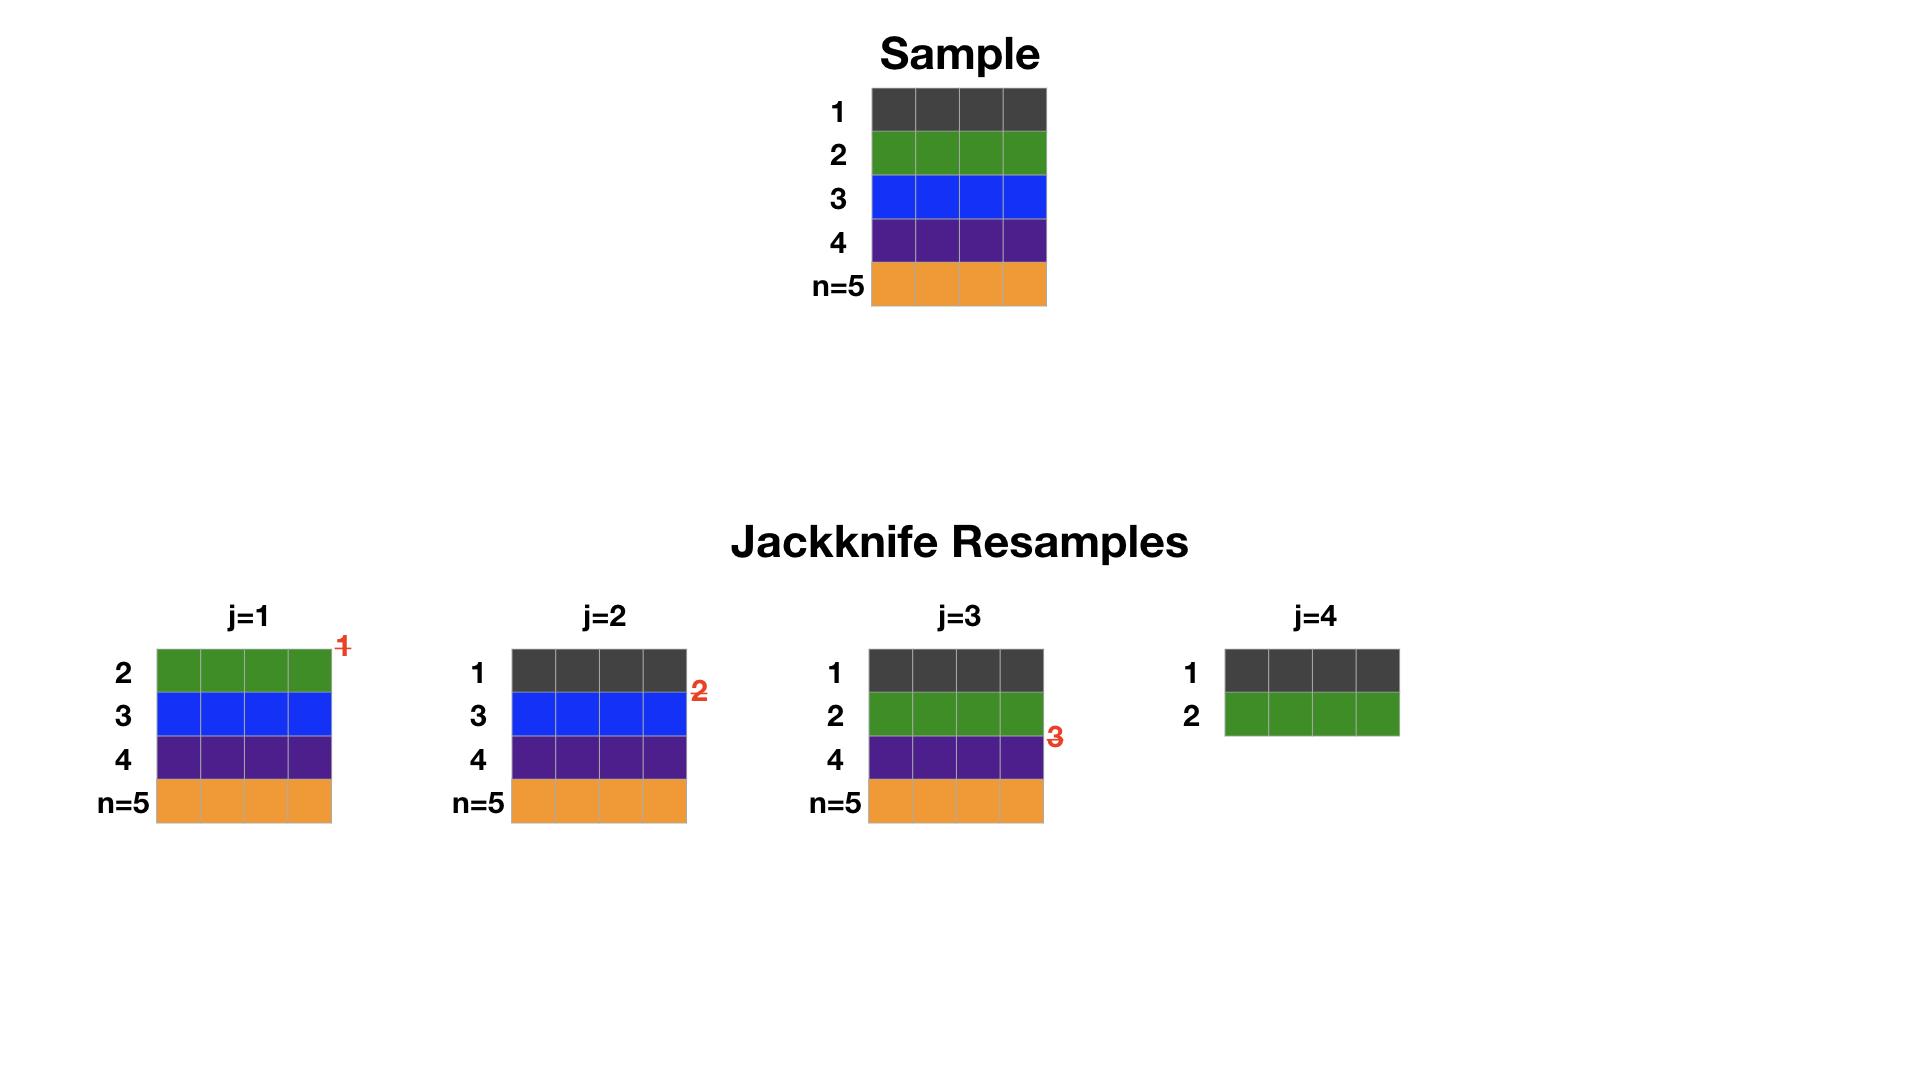 Sample
1
2
3
4
n=5
Jackknife Resamples
j=1 j=2 j=3 j=4
1
2 1 1 1
2
3 3 2 2
3
4 4 4
n=5 n=5 n=5